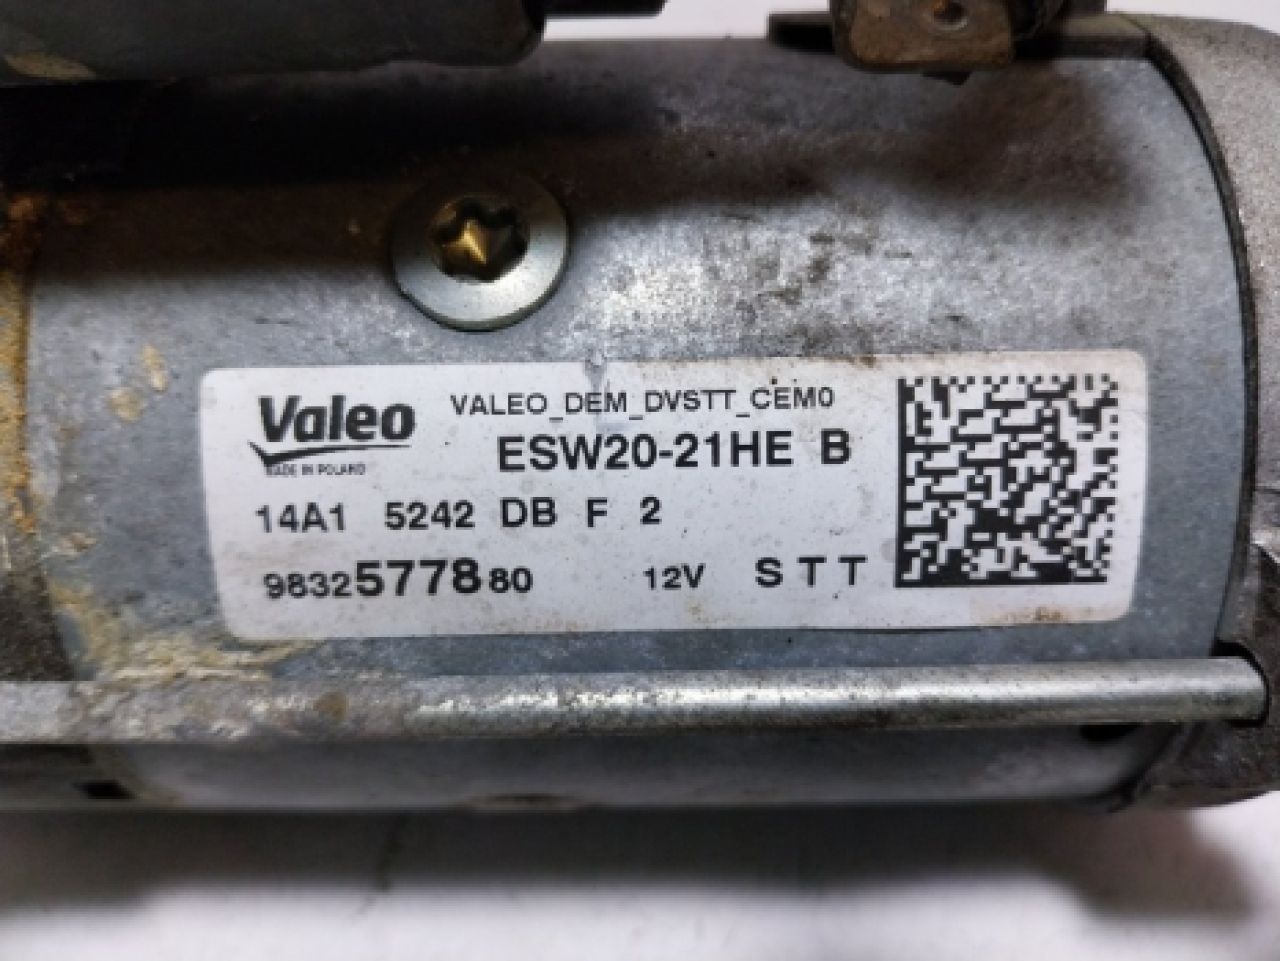 Valeo
MADE IN POLAND
VALEO_DEM_DVSTT_CEM0
ESW20-21HE B
14A1 5242 DB F 2
9832577880 12V STT